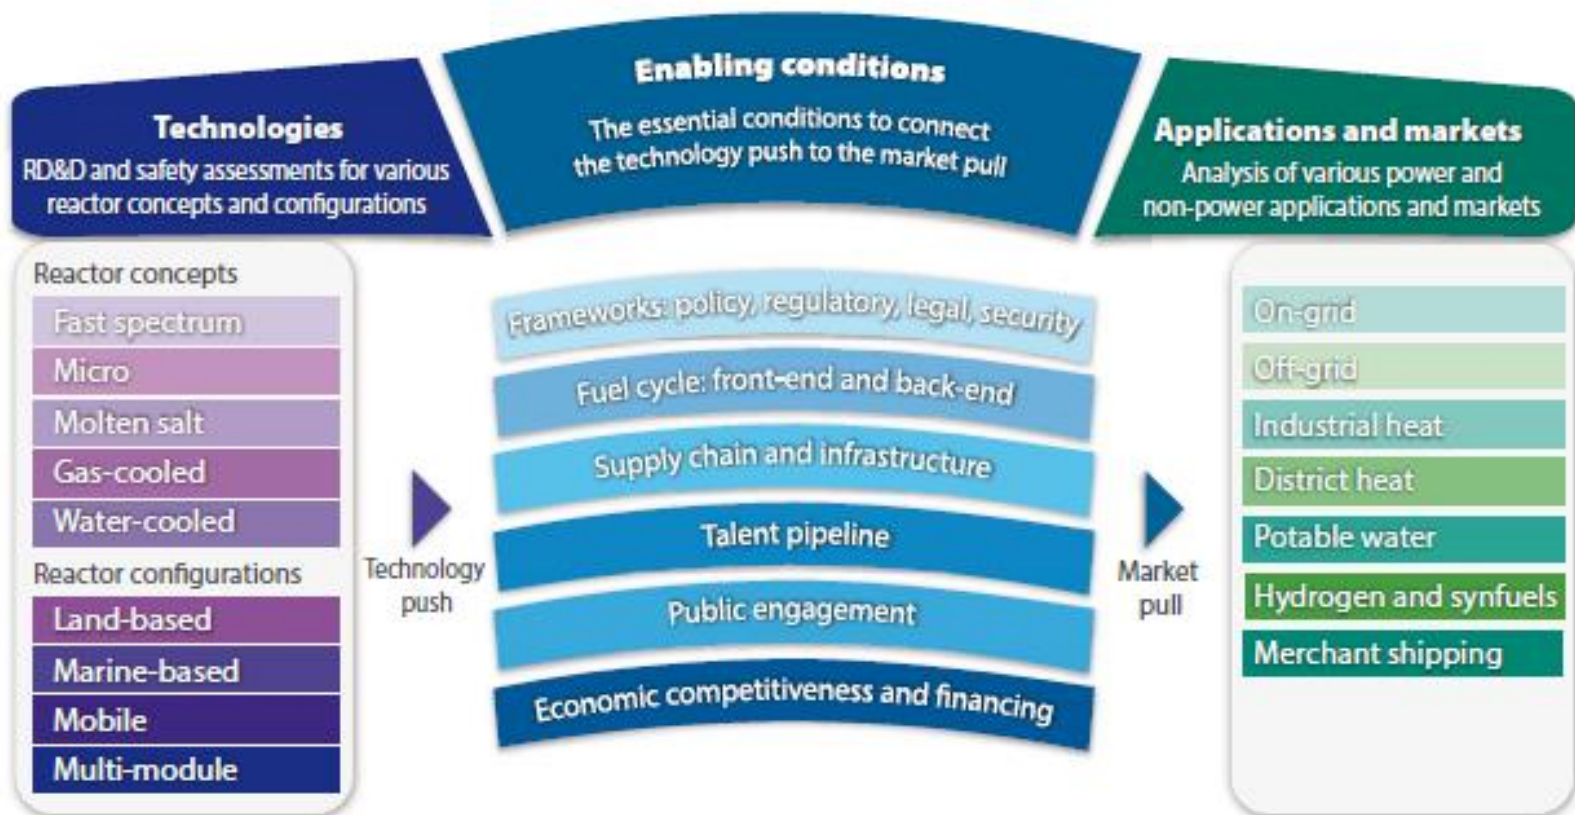 Technologies
RD&D and safety assessments for various
reactor concepts and configurations
Enabling conditions
The essential conditions to connect
the technology push to the market pull
Applications and markets
Analysis of various power and
non-power applications and markets
Reactor concepts
Fast spectrum
Micro
Molten salt
Gas-cooled
Water-cooled
Reactor configurations
Land-based
Marine-based
Mobile
Multi-module
Technology
push
Frameworks: policy, regulatory, legal, security
Fuel cycle: front-end and back-end
Supply chain and infrastructure
Talent pipeline
Public engagement
Economic competitiveness and financing
Market
pull
On-grid
Off-grid
Industrial heat
District heat
Potable water
Hydrogen and synfuels
Merchant shipping